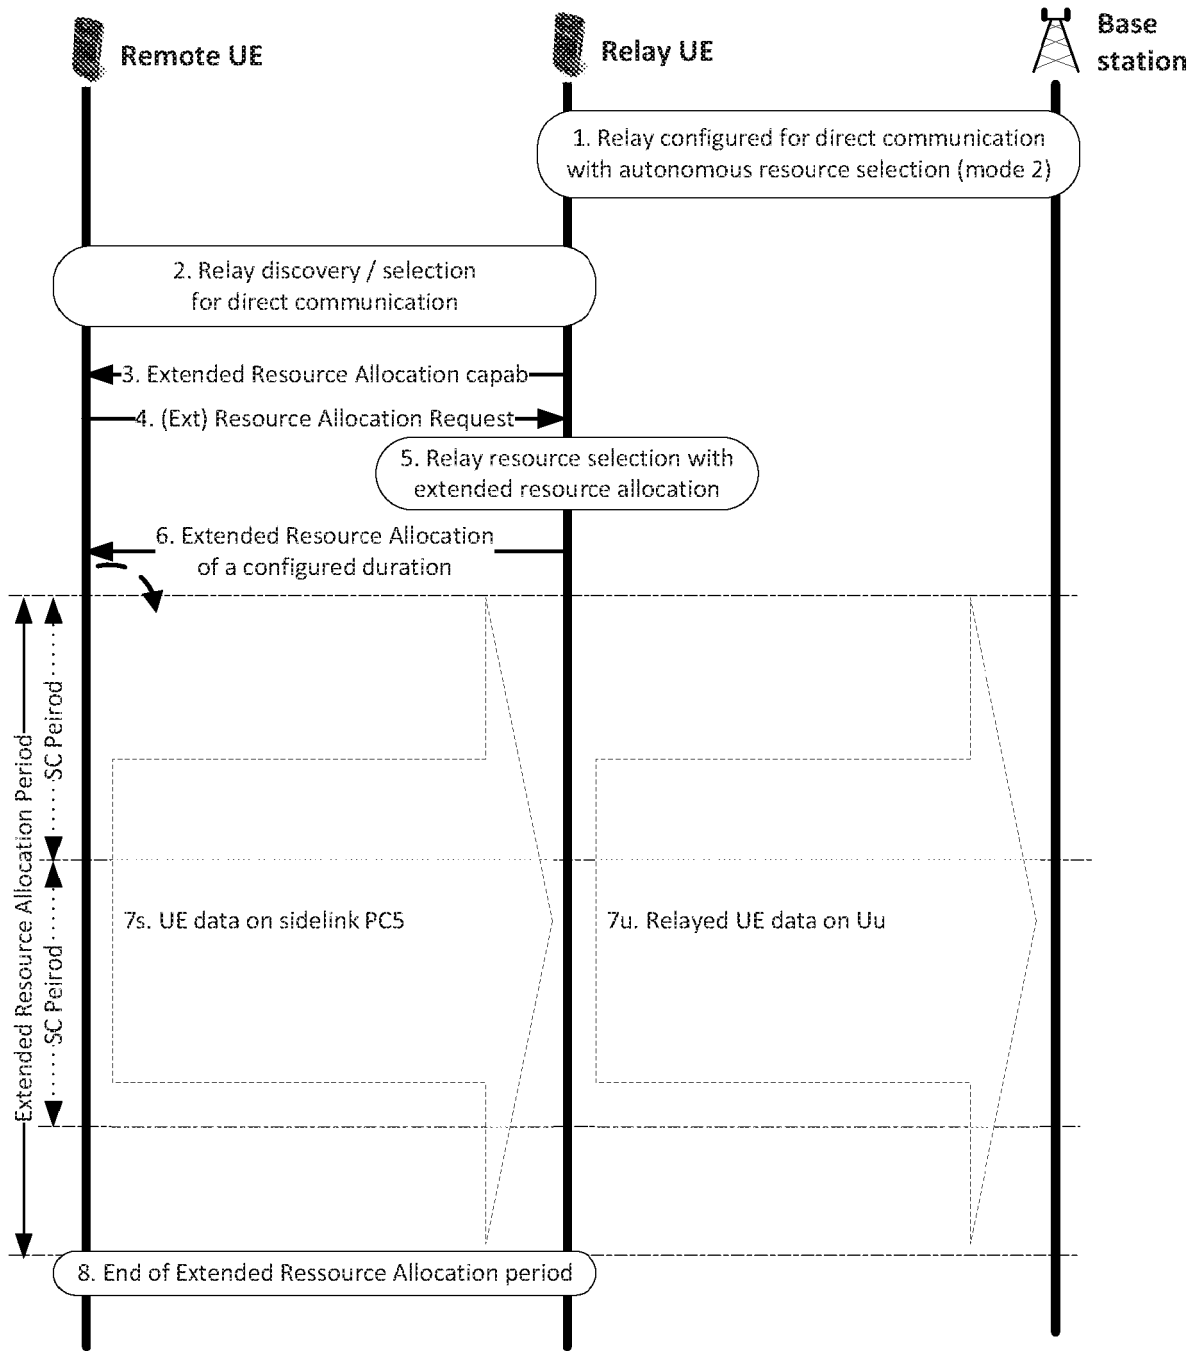 Remote UE
Relay UE
Base
station
1. Relay configured for direct communication
with autonomous resource selection (mode 2)
2. Relay discovery / selection
for direct communication
3. Extended Resource Allocation capab
4. (Ext) Resource Allocation Request
5. Relay resource selection with
extended resource allocation
6. Extended Resource Allocation
of a configured duration
Extended Resource Allocation Period
SC Peirod
SC Peirod
7s. UE data on sidelink PC5
7u. Relayed UE data on Uu
8. End of Extended Ressource Allocation period